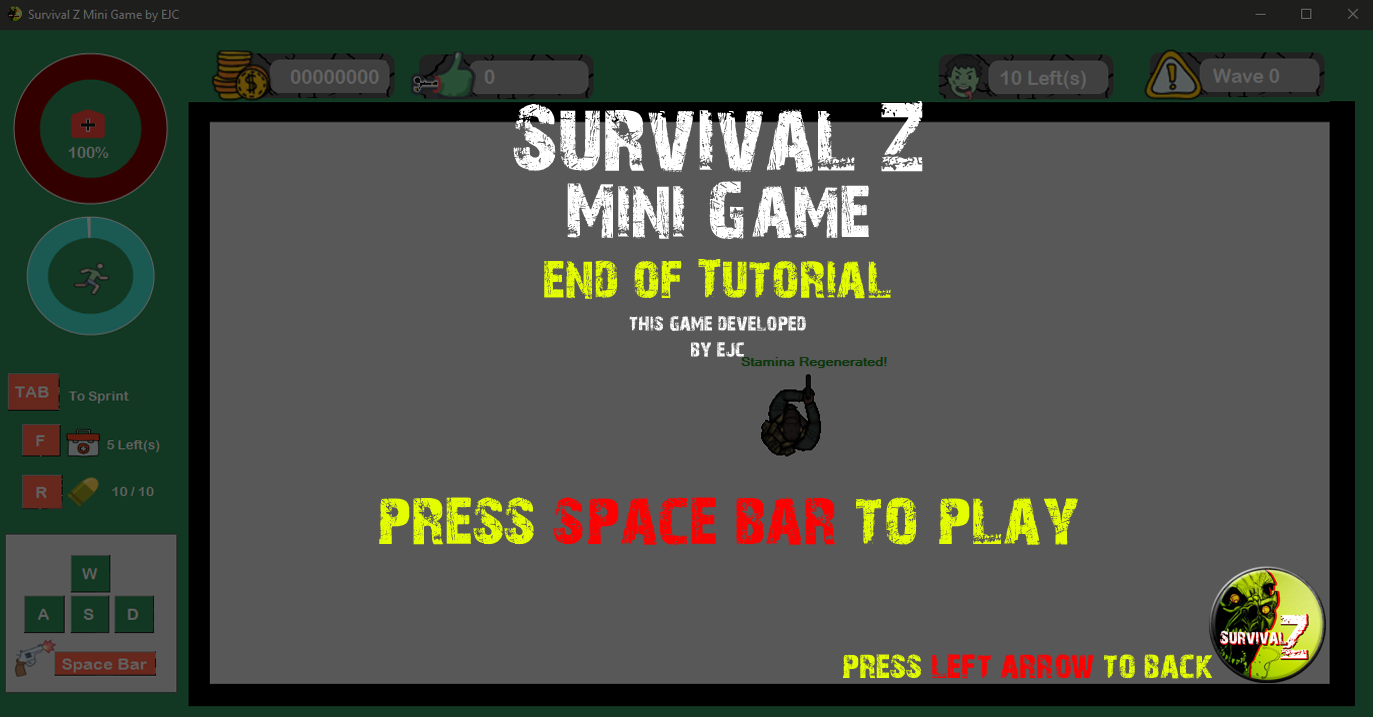 Survival Z Mini Game by EJC
00000000
0
10 Left(s)
Wave 0
100%
SURVIVAL Z
MINI GAME
END OF TUTORIAL
THIS GAME DEVELOPED
BY EJC
Stamina Regenerated!
TAB To Sprint
F 5 Left(s)
R 10 / 10
PRESS SPACE BAR TO PLAY
W
A S D
Space Bar
SURVIVAL Z
PRESS LEFT ARROW TO BACK